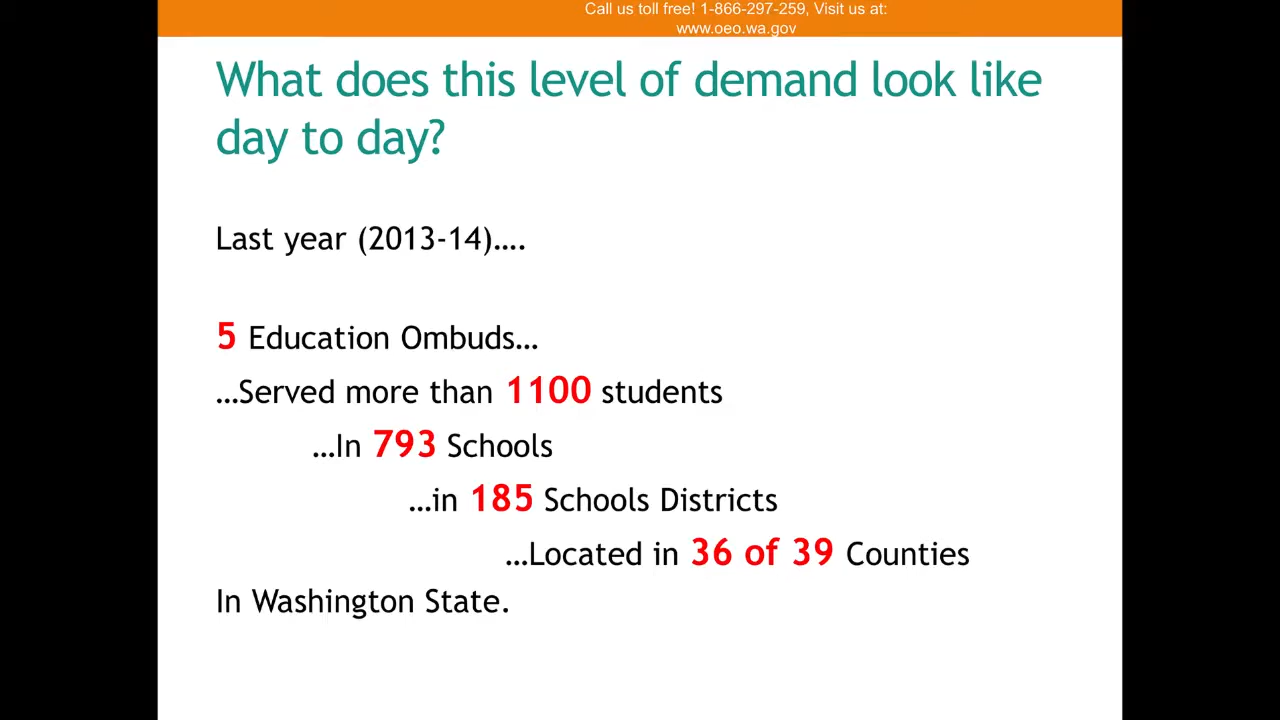 Call us toll free! 1-866-297-259, Visit us at:
www.oeo.wa.gov
What does this level of demand look like
day to day?
Last year (2013-14)….
5 Education Ombuds…
…Served more than 1100 students
…In 793 Schools
…in 185 Schools Districts
…Located in 36 of 39 Counties
In Washington State.